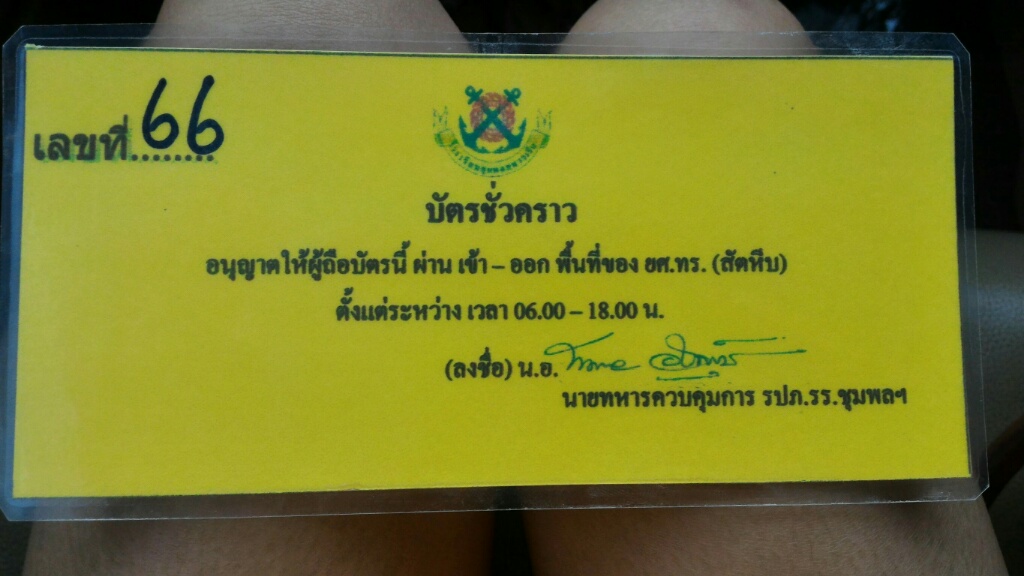 เลขที่.........66
บัตรชั่วคราว
อนุญาตให้ผู้ถือบัตรนี้ ผ่าน เข้า – ออก พื้นที่ของ ยศ.ทร. (สัตหีบ)
ตั้งแต่ระหว่าง เวลา 06.00 – 18.00 น.
(ลงชื่อ) น.อ.
นายทหารควบคุมการ รปภ.รร.ชุมพลฯ